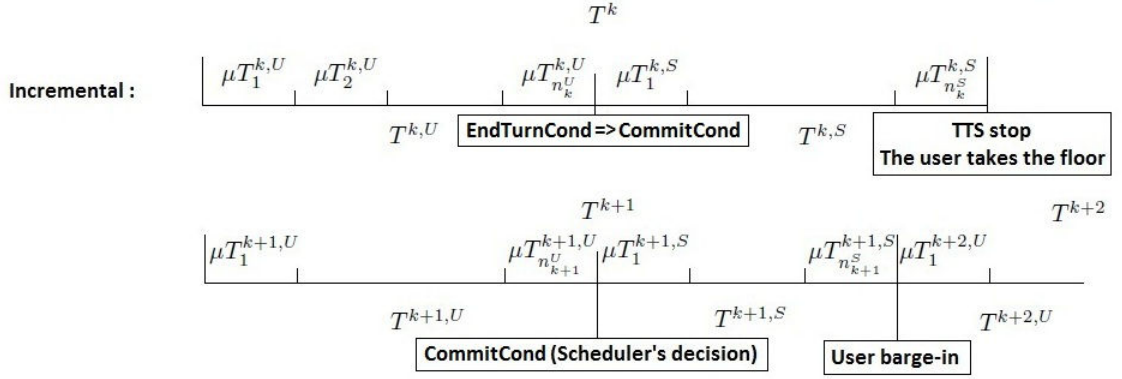 T^k
μT_1^{k,U} μT_2^{k,U} μT_{n_k^U}^{k,U} μT_1^{k,S} μT_{n_k^S}^{k,S}
Incremental :
T^{k,U} EndTurnCond => CommitCond T^{k,S} TTS stop
The user takes the floor
T^{k+1} T^{k+2}
μT_1^{k+1,U} μT_{n_{k+1}^U}^{k+1,U} μT_1^{k+1,S} μT_{n_{k+1}^S}^{k+1,S} μT_1^{k+2,U}
T^{k+1,U} T^{k+1,S} T^{k+2,U}
CommitCond (Scheduler's decision) User barge-in